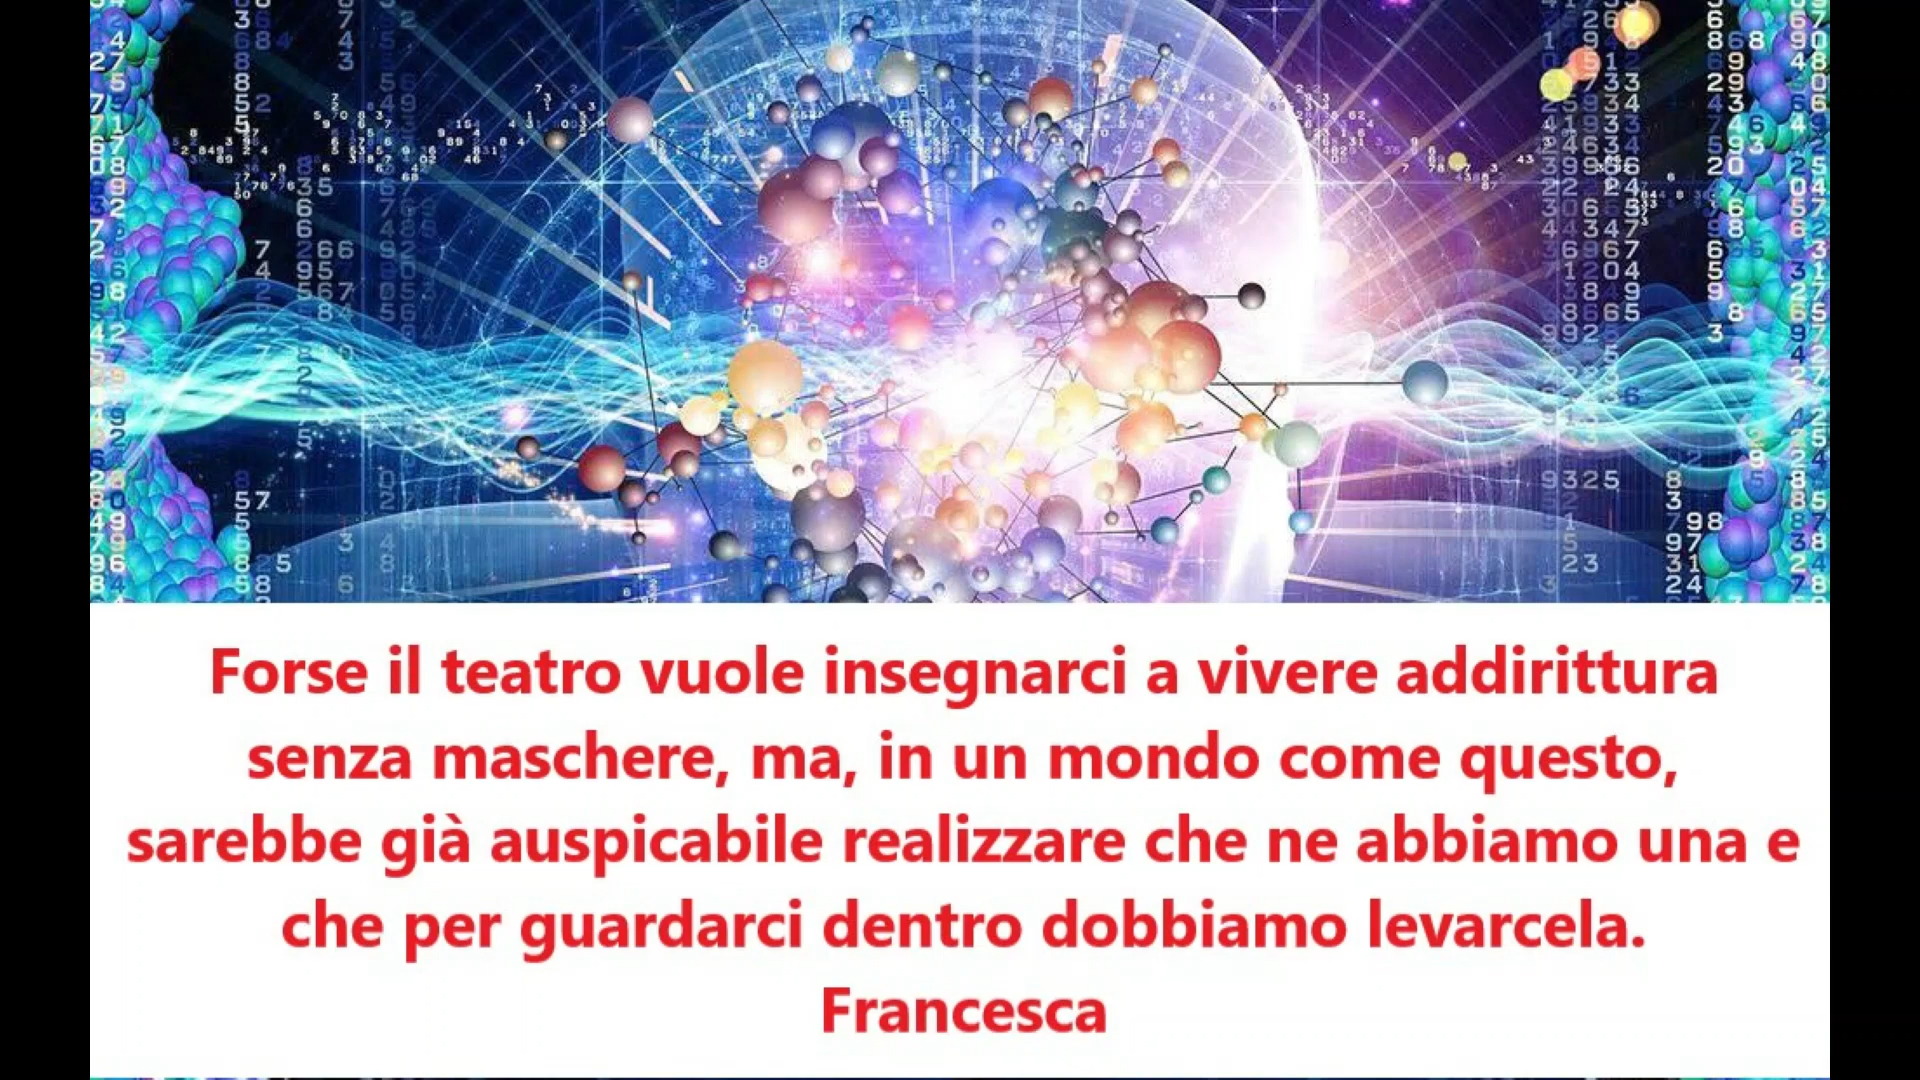 Forse il teatro vuole insegnarci a vivere addirittura
senza maschere, ma, in un mondo come questo,
sarebbe già auspicabile realizzare che ne abbiamo una e
che per guardarci dentro dobbiamo levarcela.
Francesca